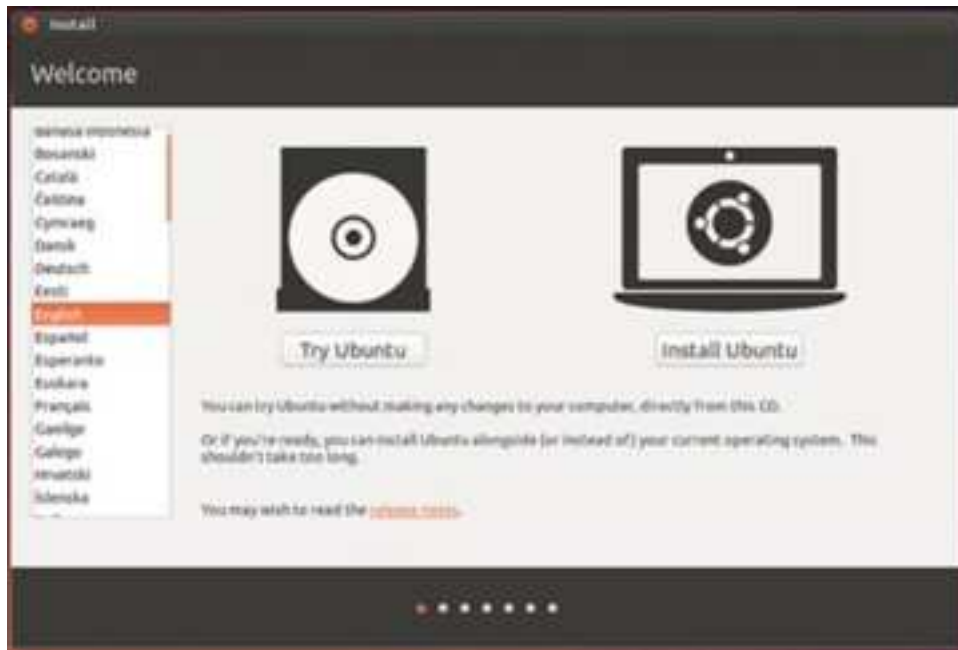 Install
Welcome
Bahasa Indonesia
Bosanski
Català
Čeština
Cymraeg
Dansk
Deutsch
Eesti
English
Español
Esperanto
Euskara
Français
Gaeilge
Galego
Hrvatski
Íslenska
Try Ubuntu
Install Ubuntu
You can try Ubuntu without making any changes to your computer, directly from this CD.
Or if you're ready, you can install Ubuntu alongside (or instead of) your current operating system. This
shouldn't take too long.
You may wish to read the release notes.